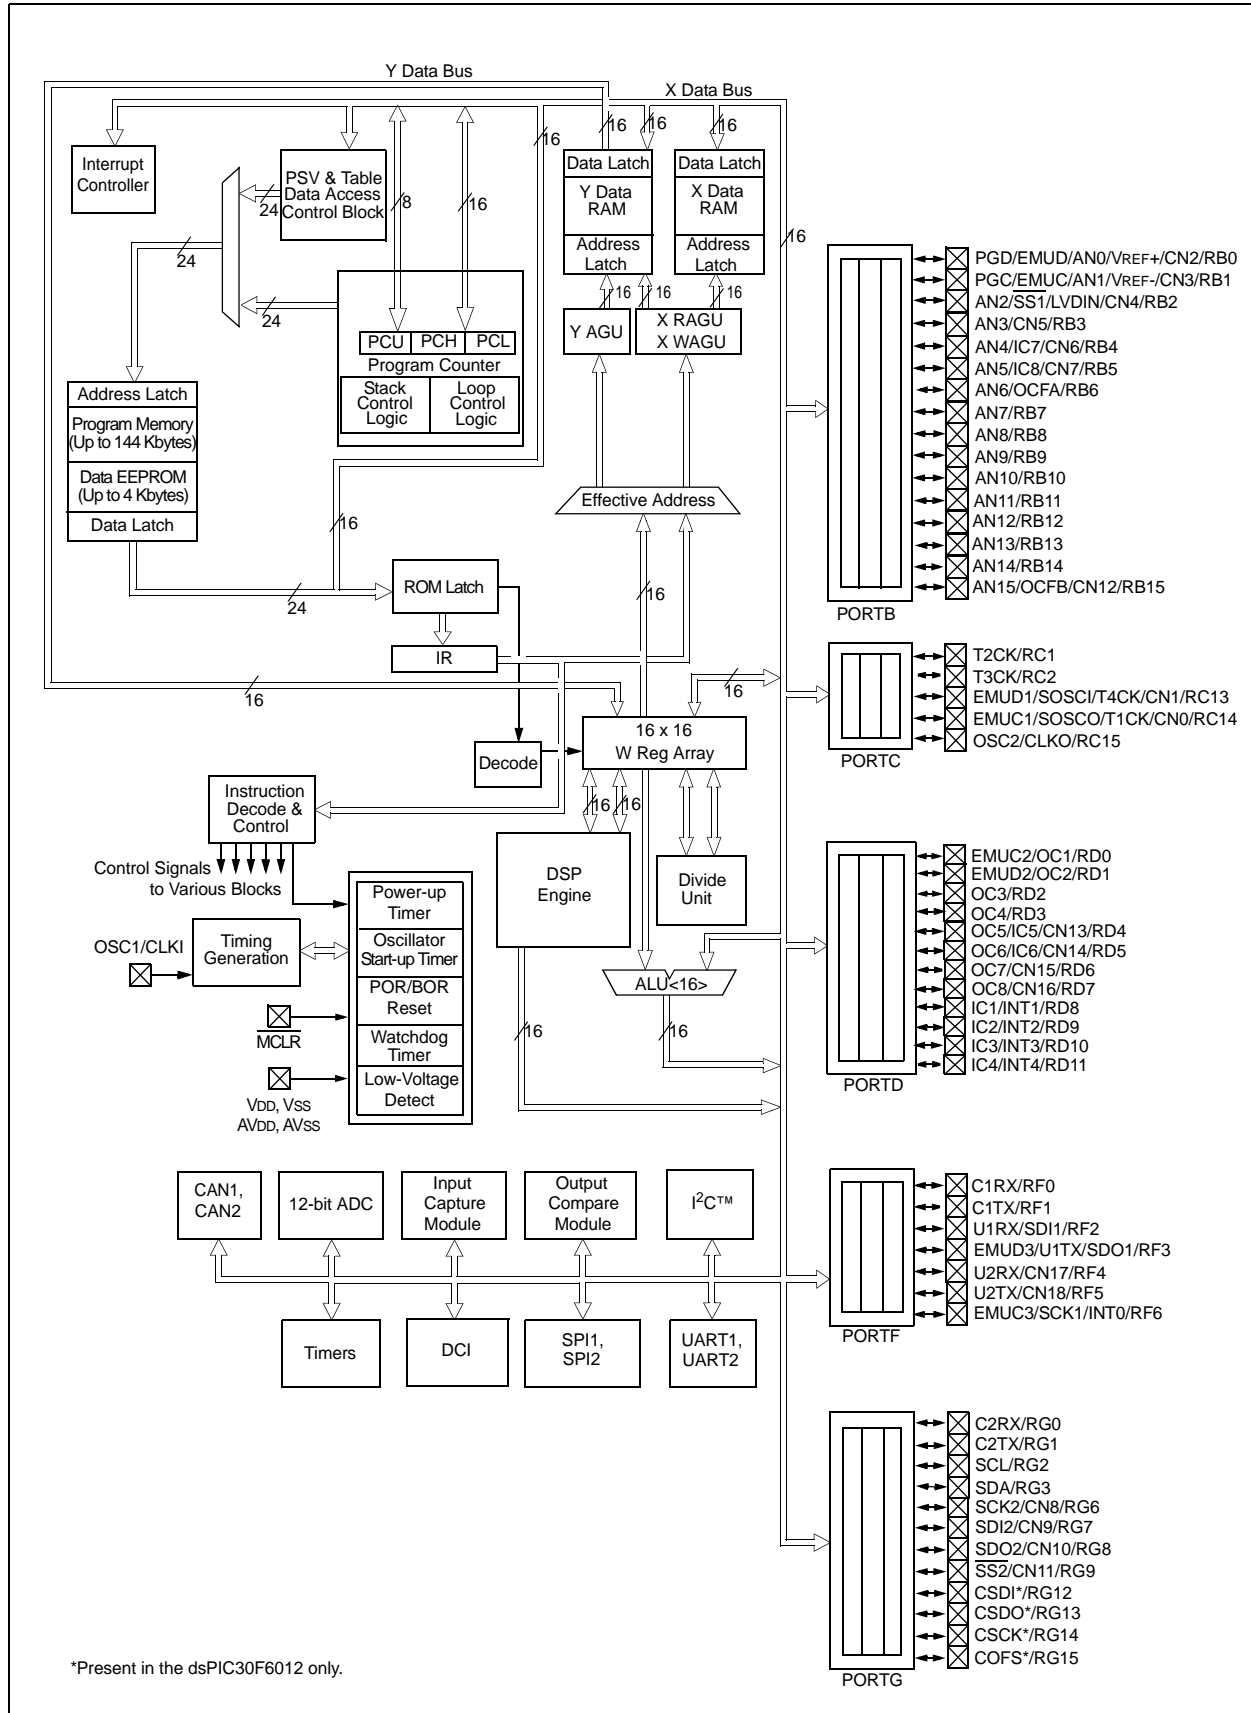 Y Data Bus
X Data Bus
16
16
16
16
16
Interrupt
Controller
PSV & Table
Data Access
Control Block
24
8
16
24
24
Data Latch
Y Data
RAM
Address
Latch
Data Latch
X Data
RAM
Address
Latch
16
16
16
16
Y AGU
X RAGU
X WAGU
PCU
PCH
PCL
Program Counter
Stack
Control
Logic
Loop
Control
Logic
Address Latch
Program Memory
(Up to 144 Kbytes)
Data EEPROM
(Up to 4 Kbytes)
Data Latch
16
24
Effective Address
16
ROM Latch
IR
16
16
16 x 16
W Reg Array
Decode
Instruction
Decode &
Control
Control Signals
to Various Blocks
16
16
DSP
Engine
Divide
Unit
Power-up
Timer
Oscillator
Start-up Timer
POR/BOR
Reset
Watchdog
Timer
Low-Voltage
Detect
OSC1/CLKI
Timing
Generation
MCLR
VDD, VSS
AVDD, AVSS
ALU<16>
16
16
CAN1,
CAN2
12-bit ADC
Input
Capture
Module
Output
Compare
Module
I²C™
Timers
DCI
SPI1,
SPI2
UART1,
UART2
PGD/EMUD/AN0/VREF+/CN2/RB0
PGC/EMUC/AN1/VREF-/CN3/RB1
AN2/SS1/LVDIN/CN4/RB2
AN3/CN5/RB3
AN4/IC7/CN6/RB4
AN5/IC8/CN7/RB5
AN6/OCFA/RB6
AN7/RB7
AN8/RB8
AN9/RB9
AN10/RB10
AN11/RB11
AN12/RB12
AN13/RB13
AN14/RB14
AN15/OCFB/CN12/RB15
PORTB
T2CK/RC1
T3CK/RC2
EMUD1/SOSCI/T4CK/CN1/RC13
EMUC1/SOSCO/T1CK/CN0/RC14
OSC2/CLKO/RC15
PORTC
EMUC2/OC1/RD0
EMUD2/OC2/RD1
OC3/RD2
OC4/RD3
OC5/IC5/CN13/RD4
OC6/IC6/CN14/RD5
OC7/CN15/RD6
OC8/CN16/RD7
IC1/INT1/RD8
IC2/INT2/RD9
IC3/INT3/RD10
IC4/INT4/RD11
PORTD
C1RX/RF0
C1TX/RF1
U1RX/SDI1/RF2
EMUD3/U1TX/SDO1/RF3
U2RX/CN17/RF4
U2TX/CN18/RF5
EMUC3/SCK1/INT0/RF6
PORTF
C2RX/RG0
C2TX/RG1
SCL/RG2
SDA/RG3
SCK2/CN8/RG6
SDI2/CN9/RG7
SDO2/CN10/RG8
SS2/CN11/RG9
CSDI*/RG12
CSDO*/RG13
CSCK*/RG14
COFS*/RG15
PORTG
*Present in the dsPIC30F6012 only.